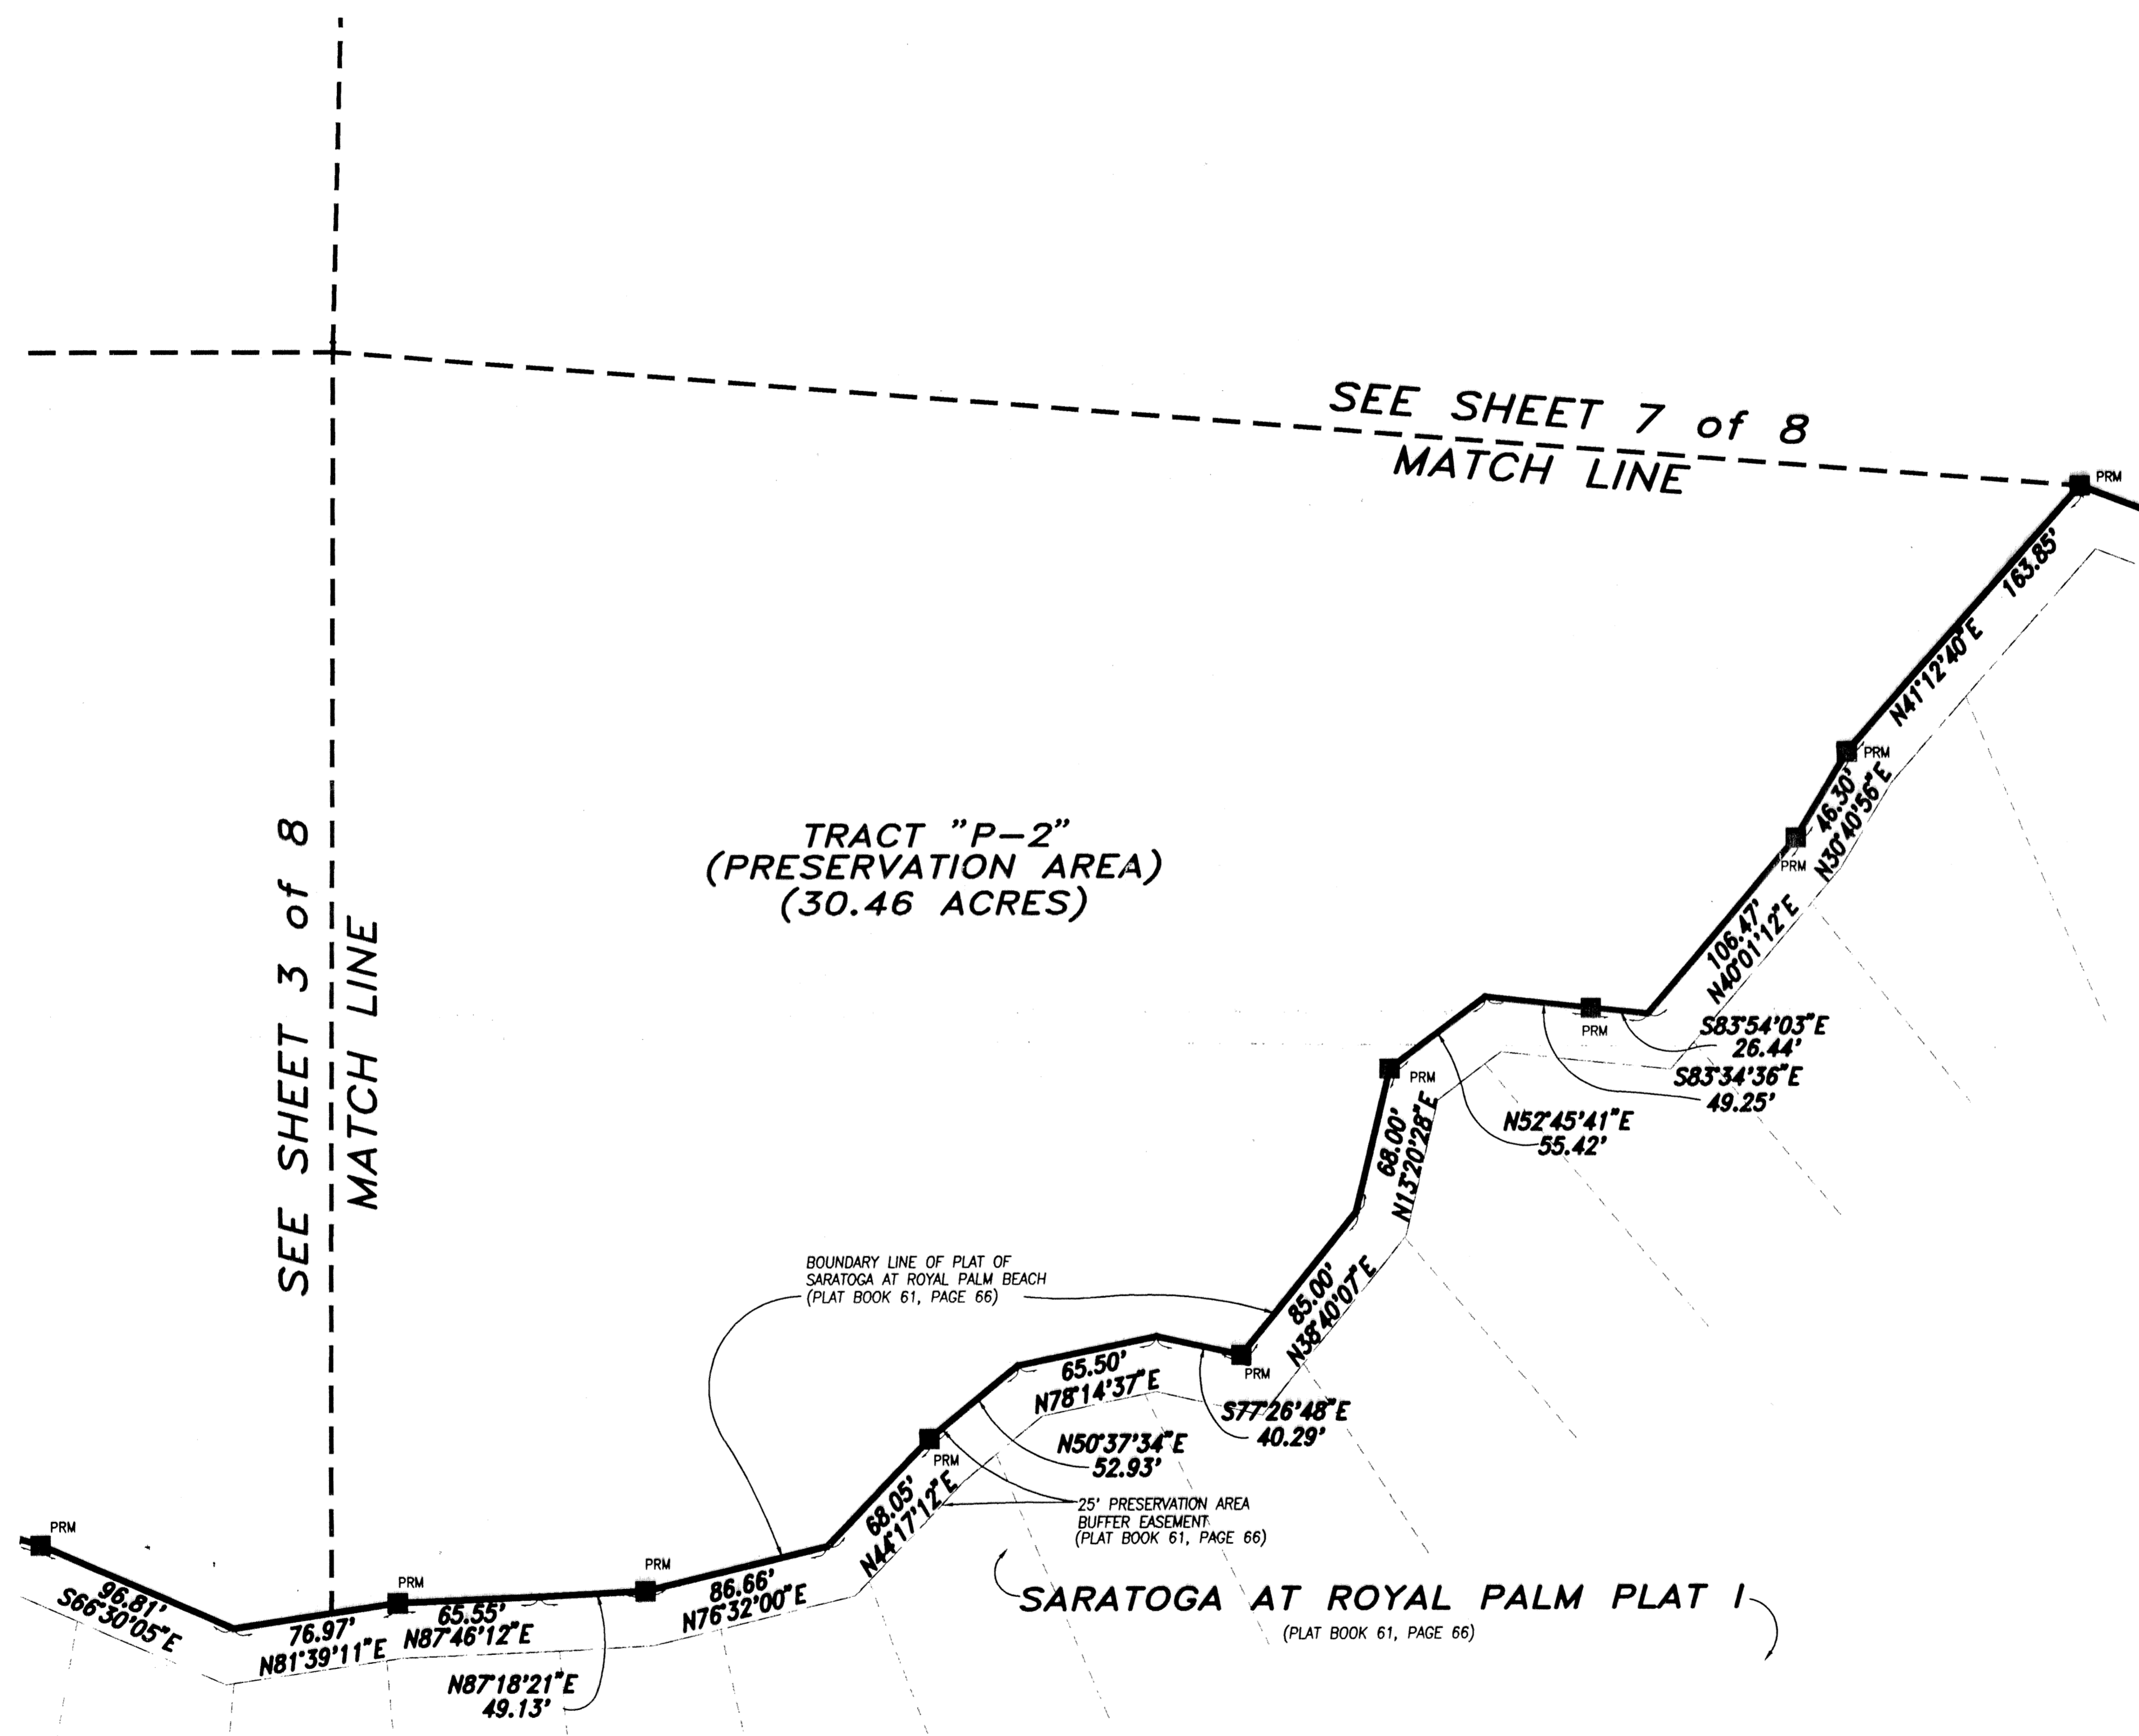 SEE SHEET 7 of 8
MATCH LINE
PRM
163.85'
N41°12'40"E
PRM
46.30'
N30°40'56"E
PRM
TRACT "P-2"
(PRESERVATION AREA)
(30.46 ACRES)
SEE SHEET 3 of 8
MATCH LINE
106.47'
N40°01'12"E
PRM
S83°54'03"E
26.44'
S83°34'36"E
49.25'
PRM
N52°45'41"E
55.42'
68.00'
N13°20'28"E
BOUNDARY LINE OF PLAT OF
SARATOGA AT ROYAL PALM BEACH
(PLAT BOOK 61, PAGE 66)
85.00'
N38°40'07"E
PRM
65.50'
N78°14'37"E
S77°26'48"E
40.29'
N50°37'34"E
52.93'
PRM
68.05'
N44°17'12"E
25' PRESERVATION AREA
BUFFER EASEMENT
(PLAT BOOK 61, PAGE 66)
PRM
96.81'
S66°30'05"E
PRM
76.97'
N81°39'11"E
65.55'
N87°46'12"E
PRM
86.66'
N76°32'00"E
N87°18'21"E
49.13'
SARATOGA AT ROYAL PALM PLAT I
(PLAT BOOK 61, PAGE 66)